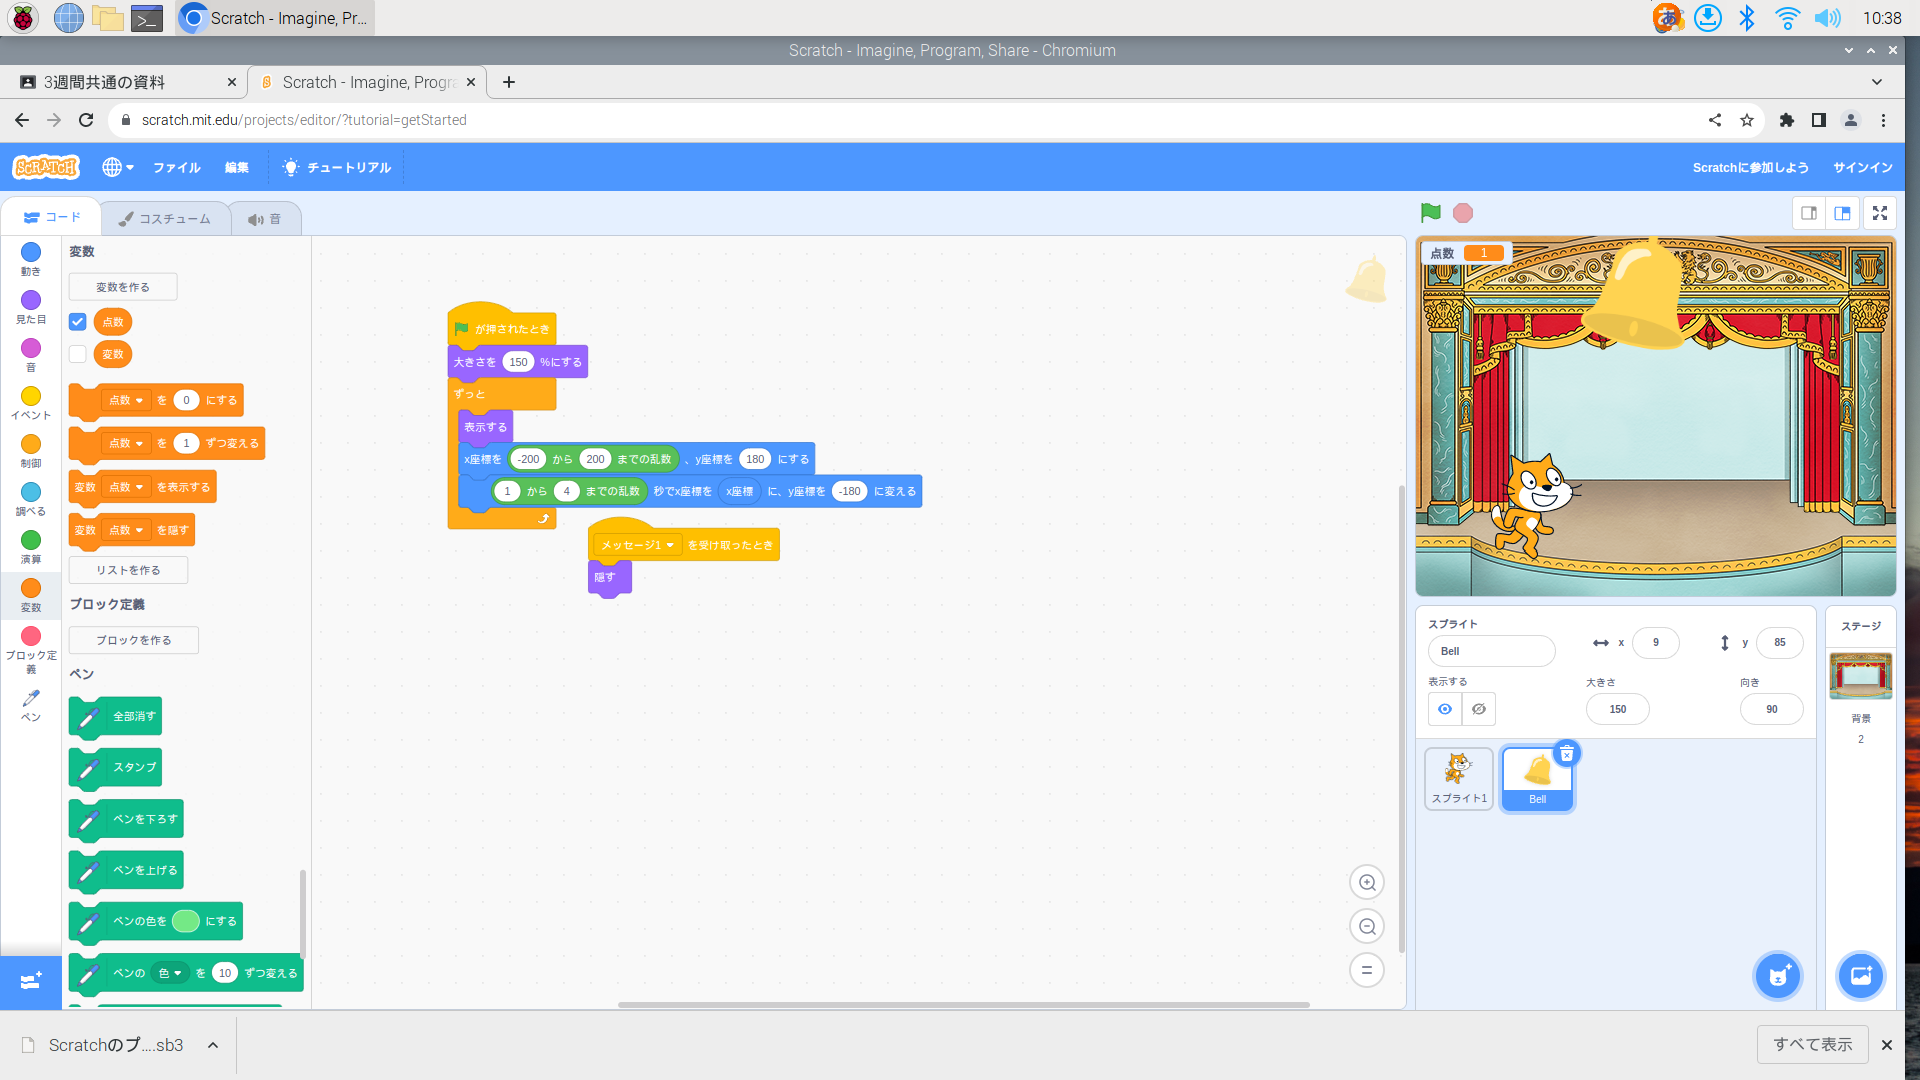 Scratch - Imagine, Pr...
あ
10:38
Scratch - Imagine, Program, Share - Chromium
3週間共通の資料
Scratch - Imagine, Progra
scratch.mit.edu/projects/editor/?tutorial=getStarted
SCRATCH
ファイル
編集
チュートリアル
Scratchに参加しよう
サインイン
コード
コスチューム
音
動き
見た目
音
イベント
制御
調べる
演算
変数
ブロック定義
ペン
変数
変数を作る
点数
変数
点数 を 0 にする
点数 を 1 ずつ変える
変数 点数 を表示する
変数 点数 を隠す
リストを作る
ブロック定義
ブロックを作る
ペン
全部消す
スタンプ
ペンを下ろす
ペンを上げる
ペンの色を にする
ペンの 色 を 10 ずつ変える
が押されたとき
大きさを 150 %にする
ずっと
表示する
x座標を -200 から 200 までの乱数 、y座標を 180 にする
1 から 4 までの乱数 秒でx座標を x座標 に、y座標を -180 に変える
メッセージ1 を受け取ったとき
隠す
点数 1
スプライト
Bell
x 9
y 85
表示する
大きさ
150
向き
90
スプライト1
Bell
ステージ
背景
2
Scratchのプ....sb3
すべて表示